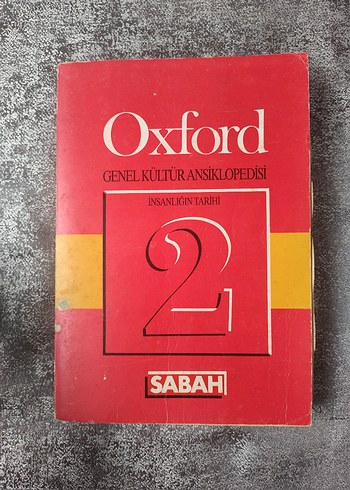 Oxford
GENEL KÜLTÜR ANSİKLOPEDİSİ
İNSANLIĞIN TARİHİ
2
SABAH